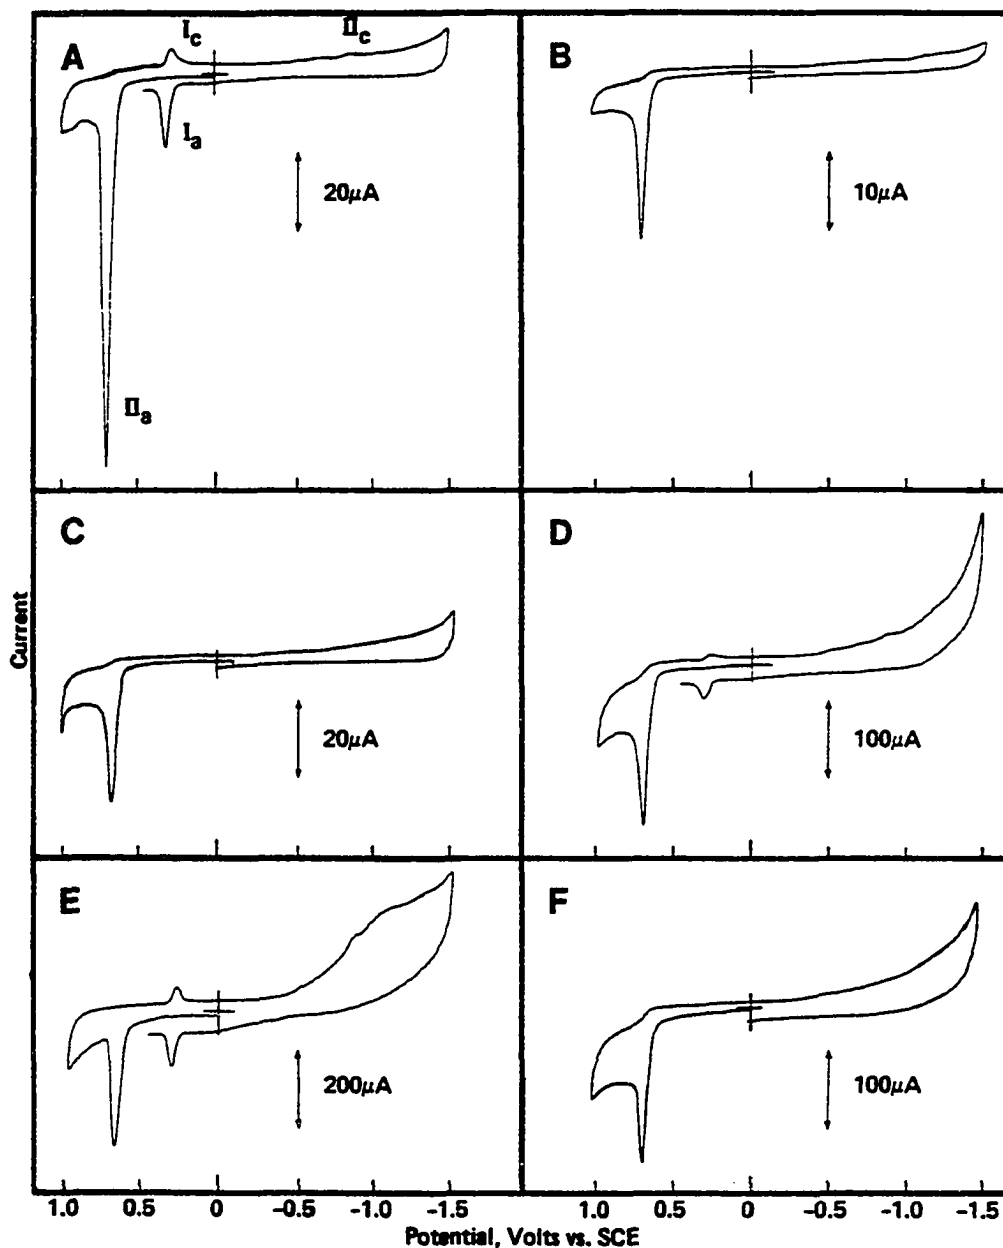 A
I_c
II_c
I_a
20µA
II_a
B
10µA
C
20µA
D
100µA
E
200µA
F
100µA
Current
1.0 0.5 0 -0.5 -1.0 -1.5
1.0 0.5 0 -0.5 -1.0 -1.5
Potential, Volts vs. SCE